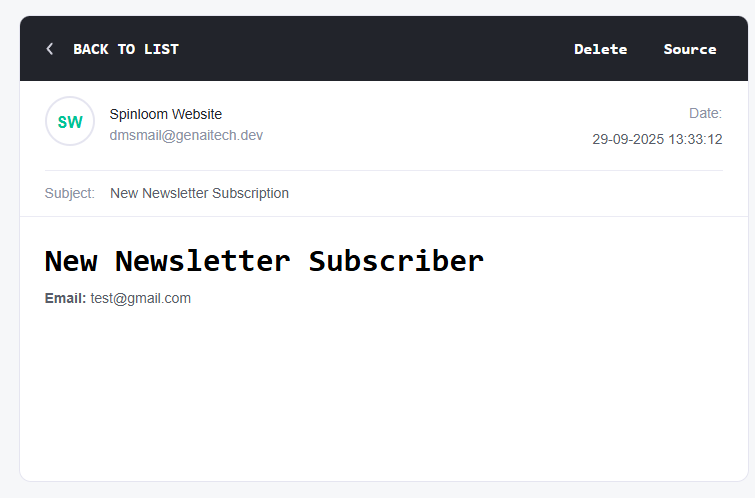 BACK TO LIST
Delete
Source
SW
Spinloom Website
dmsmail@genaitech.dev
Date:
29-09-2025 13:33:12
Subject: New Newsletter Subscription
New Newsletter Subscriber
Email: test@gmail.com